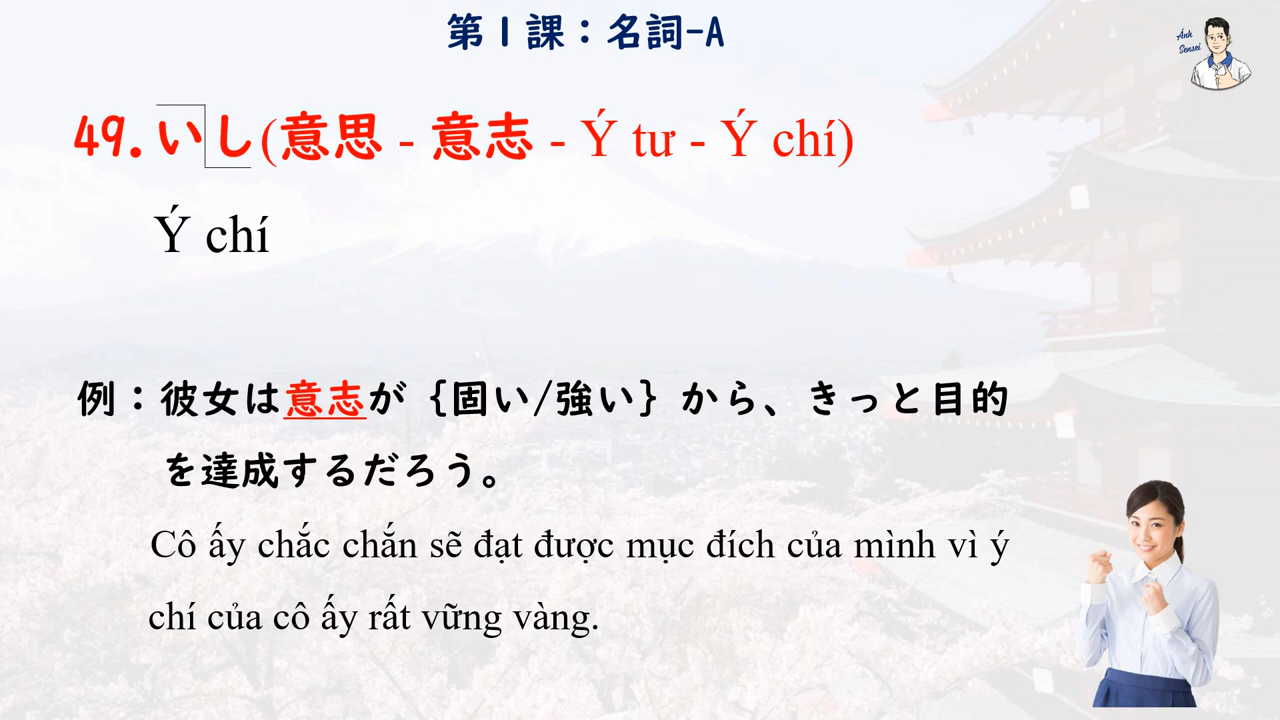 第1課：名詞-A
Anh
Sensei
49.いし(意思 - 意志 - Ý tư - Ý chí)
Ý chí
例：彼女は意志が｛固い/強い｝から、きっと目的
を達成するだろう。
Cô ấy chắc chắn sẽ đạt được mục đích của mình vì ý
chí của cô ấy rất vững vàng.